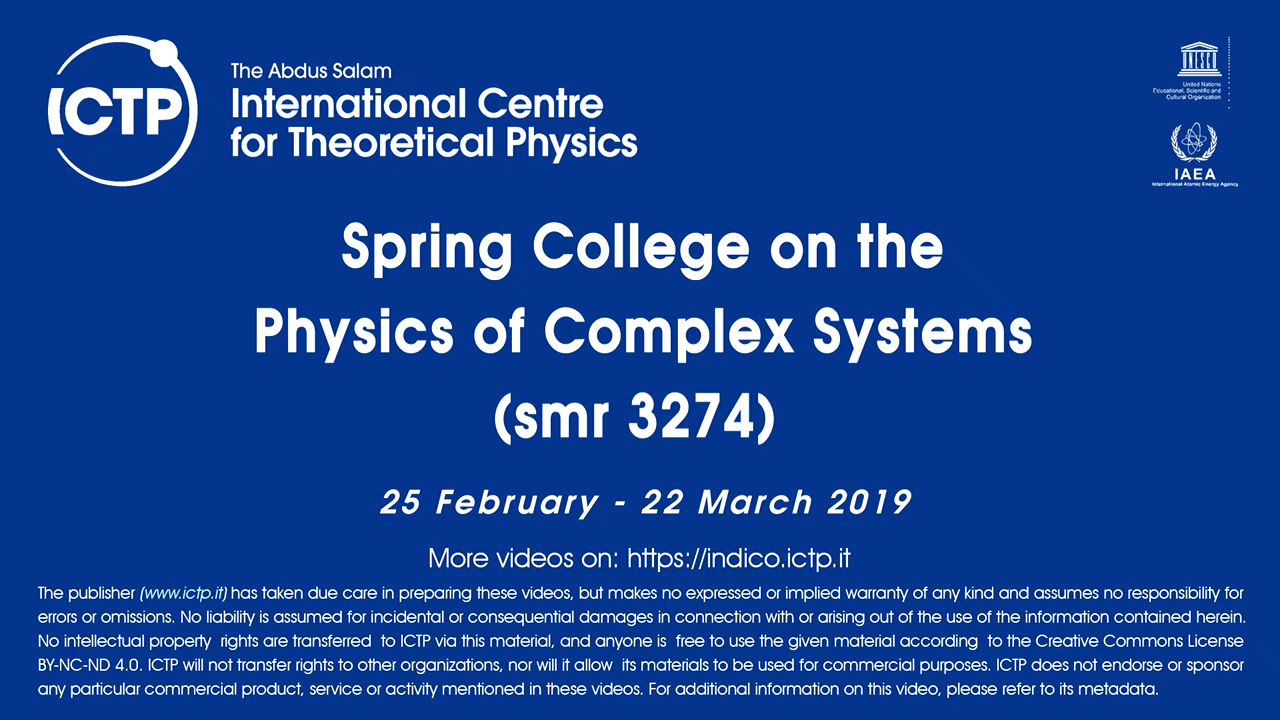 ICTP
The Abdus Salam
International Centre
for Theoretical Physics
UNESCO
United Nations
Educational, Scientific and
Cultural Organization
IAEA
International Atomic Energy Agency
Spring College on the
Physics of Complex Systems
(smr 3274)
25 February - 22 March 2019
More videos on: https://indico.ictp.it
The publisher (www.ictp.it) has taken due care in preparing these videos, but makes no expressed or implied warranty of any kind and assumes no responsibility for
errors or omissions. No liability is assumed for incidental or consequential damages in connection with or arising out of the use of the information contained herein.
No intellectual property rights are transferred to ICTP via this material, and anyone is free to use the given material according to the Creative Commons License
BY-NC-ND 4.0. ICTP will not transfer rights to other organizations, nor will it allow its materials to be used for commercial purposes. ICTP does not endorse or sponsor
any particular commercial product, service or activity mentioned in these videos. For additional information on this video, please refer to its metadata.